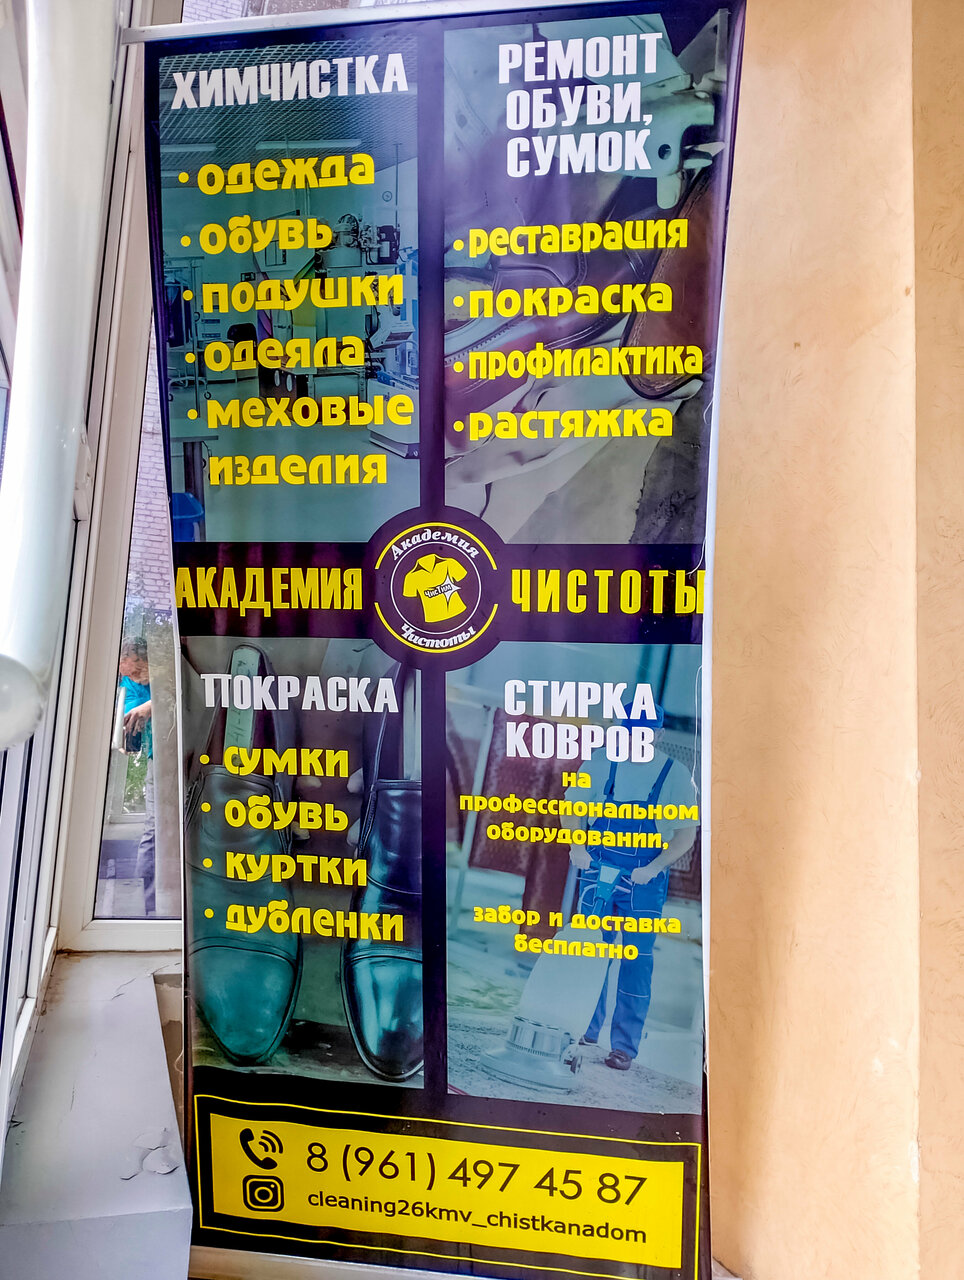 ХИМЧИСТКА
• одежда
• обувь
• подушки
• одеяла
• меховые
изделия
РЕМОНТ
ОБУВИ,
СУМОК
• реставрация
• покраска
• профилактика
• растяжка
АКАДЕМИЯ
Академия
ЧисТим
Чистоты
ЧИСТОТЫ
ПОКРАСКА
• сумки
• обувь
• куртки
• дубленки
СТИРКА
КОВРОВ
на
профессиональном
оборудовании,
забор и доставка
бесплатно
8 (961) 497 45 87
cleaning26kmv_chistkanadom